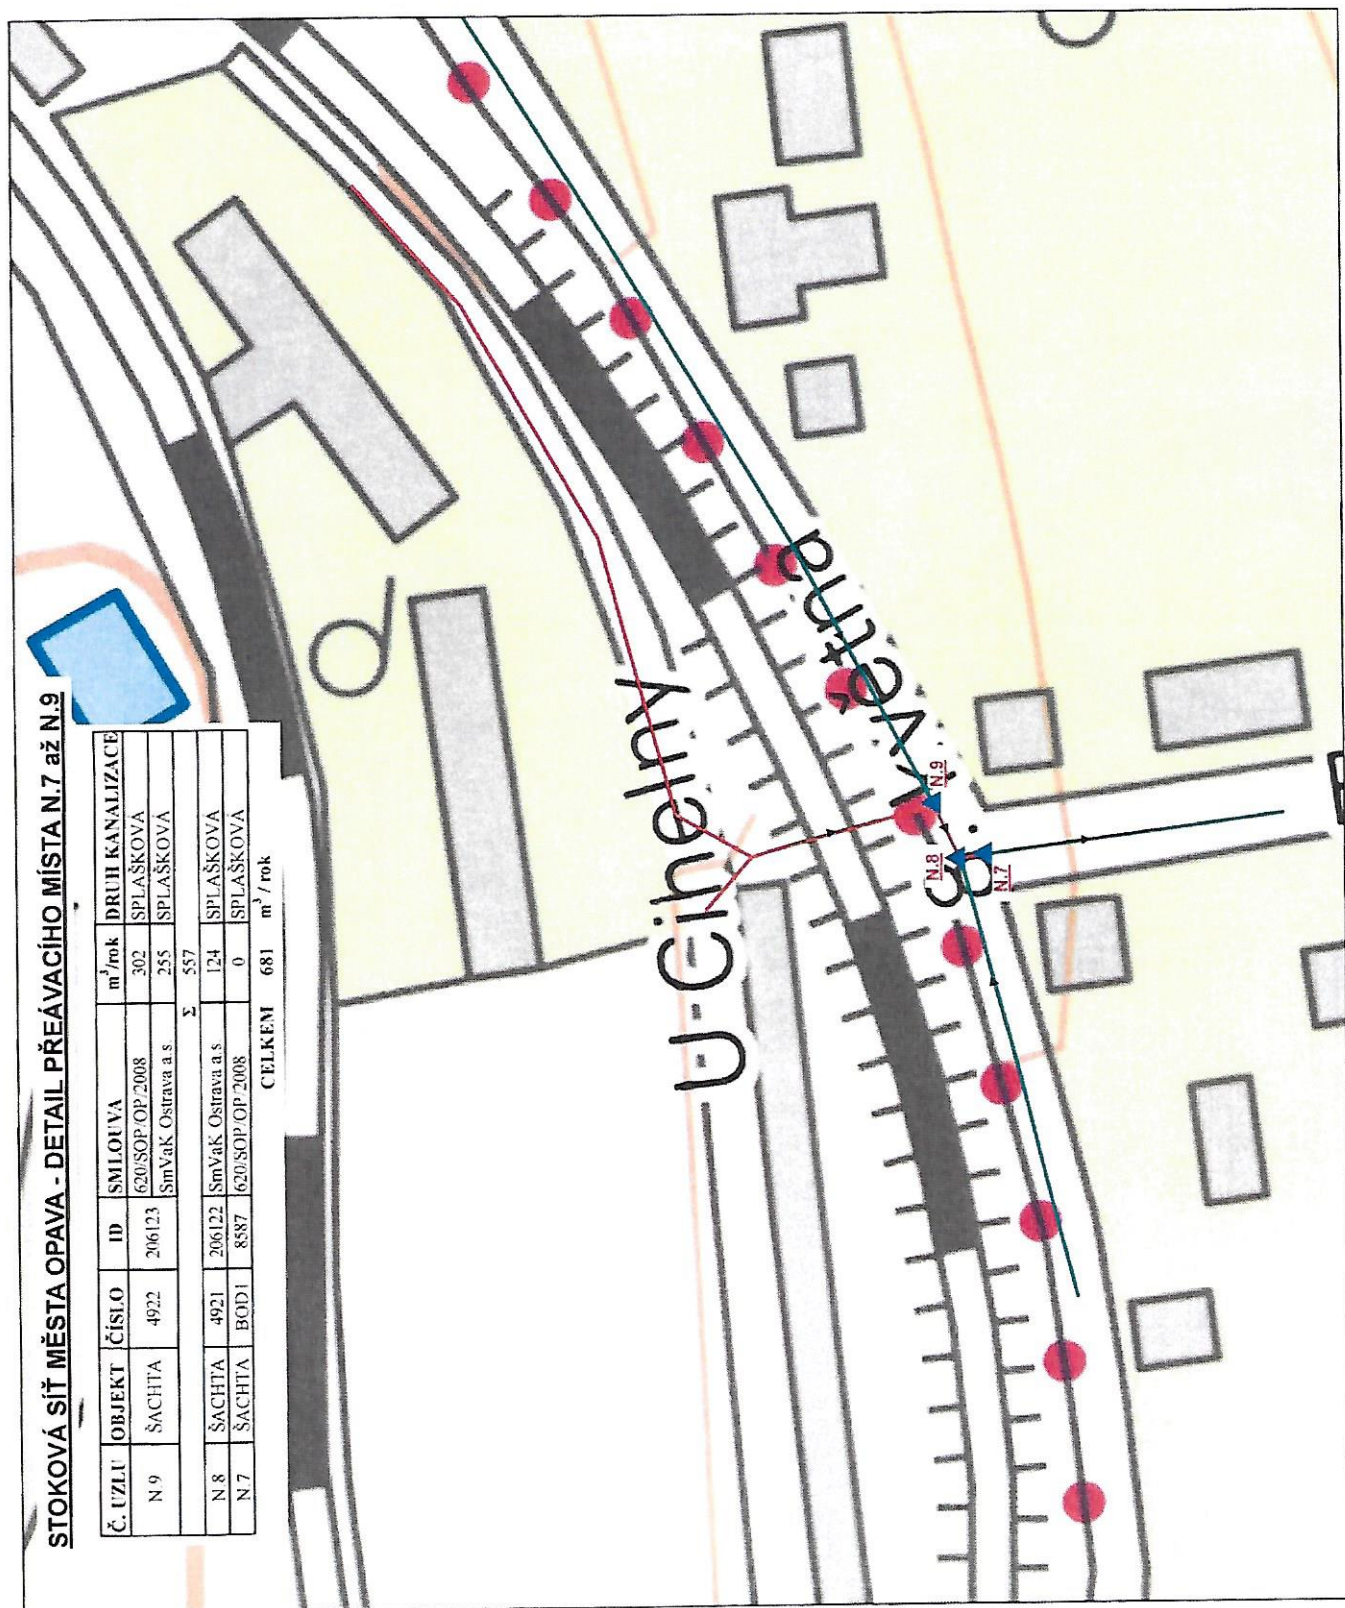 STOKOVÁ SÍŤ MĚSTA OPAVA - DETAIL PŘEÁVACÍHO MÍSTA N.7 až N.9
Č. UZLU OBJEKT ČÍSLO ID SMLOUVA m³/rok DRUH KANALIZACE
N 9 ŠACHTA 4922 206123 620/SOP/OP/2008 302 SPLAŠKOVÁ
SmVaK Ostrava a.s 255 SPLAŠKOVÁ
Σ 557
N 8 ŠACHTA 4921 206122 SmVaK Ostrava a.s 124 SPLAŠKOVÁ
N 7 ŠACHTA BOD1 8587 620/SOP/OP/2008 0 SPLAŠKOVÁ
CELKEM 681 m³ / rok
U Cihelny
Květná
N.9
N.8
N.7